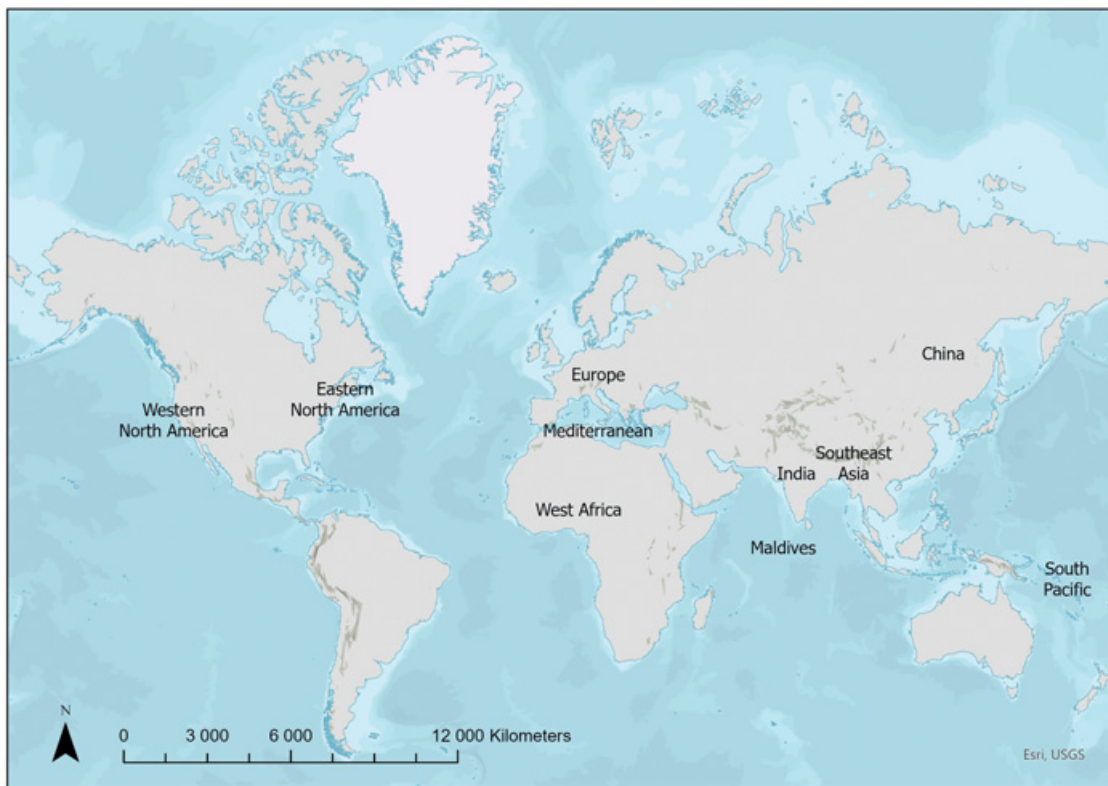 China
Europe
Eastern
North America
Western
North America
Mediterranean
Southeast
Asia
India
West Africa
Maldives
South
Pacific
N
0 3 000 6 000 12 000 Kilometers
Esri, USGS